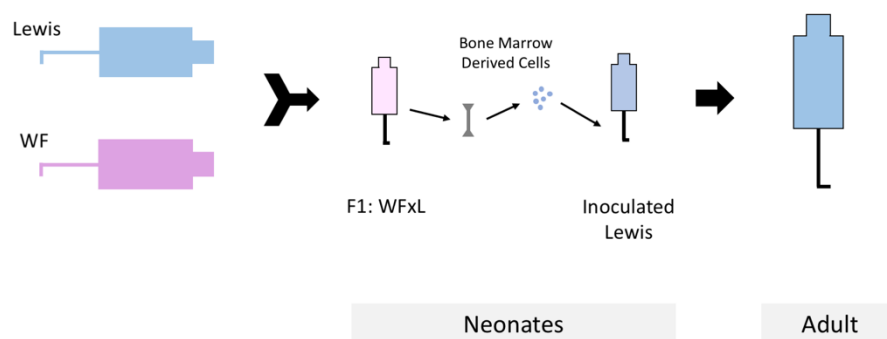 Lewis
WF
Bone Marrow
Derived Cells
F1: WFxL
Inoculated
Lewis
Neonates
Adult